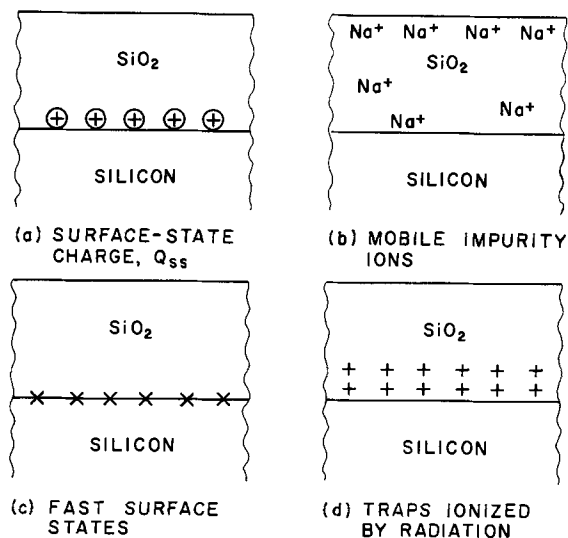 SiO₂
⊕ ⊕ ⊕ ⊕ ⊕
SILICON
(a) SURFACE-STATE
CHARGE, Qss
Na⁺ Na⁺ Na⁺ Na⁺
SiO₂
Na⁺
Na⁺
Na⁺
SILICON
(b) MOBILE IMPURITY
IONS
SiO₂
× × × × × ×
SILICON
(c) FAST SURFACE
STATES
SiO₂
+ + + + + +
+ + + + + +
SILICON
(d) TRAPS IONIZED
BY RADIATION